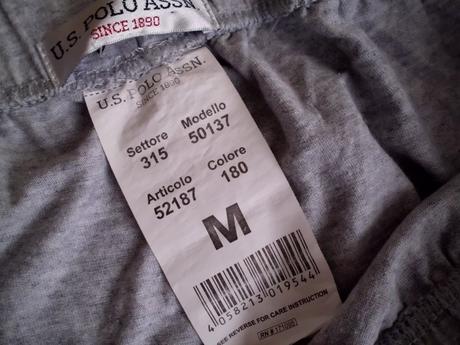 U.S. POLO ASSN.
SINCE 1890
U.S. POLO ASSN.
SINCE 1890
Settore Modello
315 50137
Articolo Colore
52187 180
M
4 058213 019544
SEE REVERSE FOR CARE INSTRUCTION